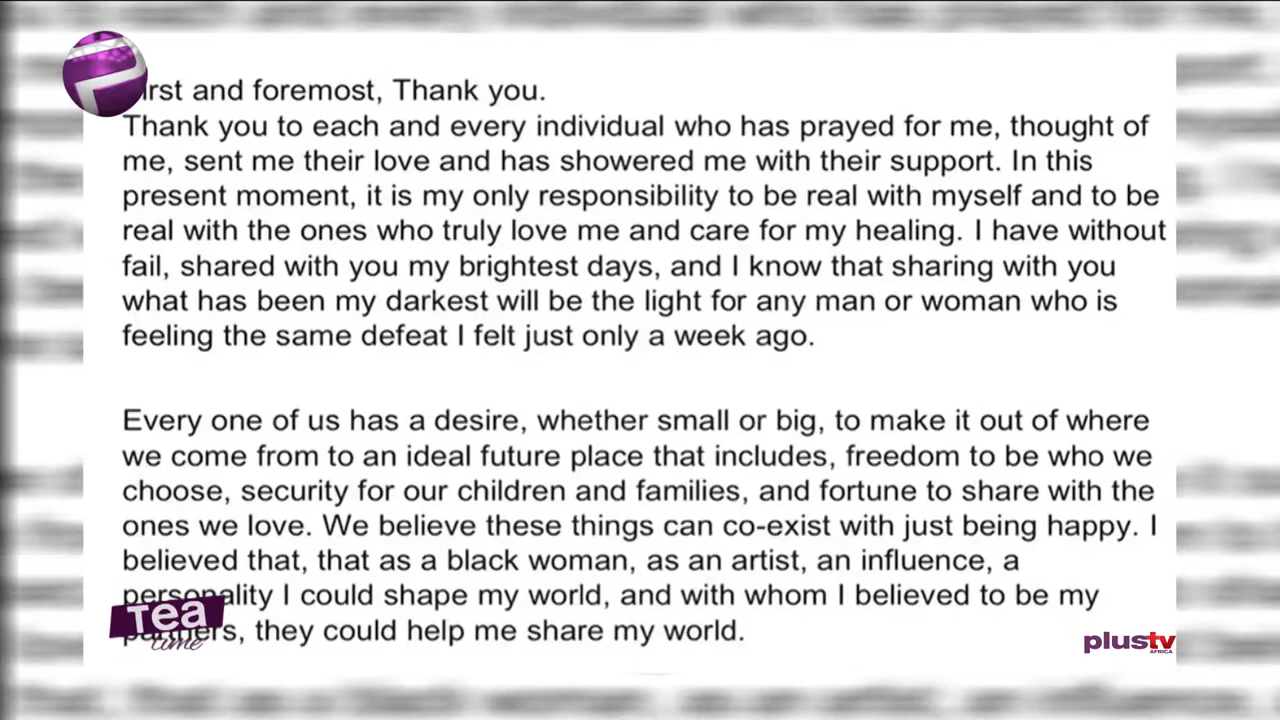 First and foremost, Thank you.
Thank you to each and every individual who has prayed for me, thought of
me, sent me their love and has showered me with their support. In this
present moment, it is my only responsibility to be real with myself and to be
real with the ones who truly love me and care for my healing. I have without
fail, shared with you my brightest days, and I know that sharing with you
what has been my darkest will be the light for any man or woman who is
feeling the same defeat I felt just only a week ago.
Every one of us has a desire, whether small or big, to make it out of where
we come from to an ideal future place that includes, freedom to be who we
choose, security for our children and families, and fortune to share with the
ones we love. We believe these things can co-exist with just being happy. I
believed that, that as a black woman, as an artist, an influence, a
personality I could shape my world, and with whom I believed to be my
partners, they could help me share my world.
Tea
time
plustv
AFRICA